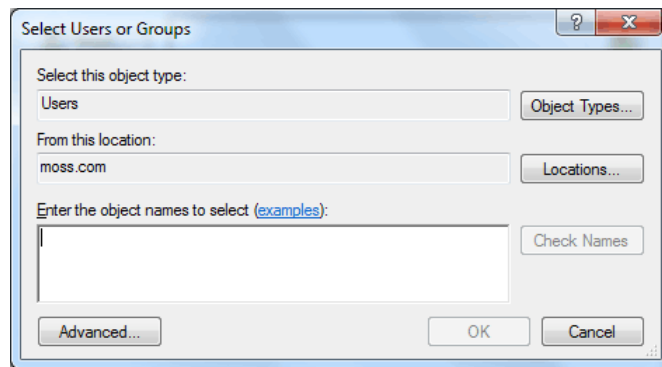 Select Users or Groups
Select this object type:
Users
Object Types...
From this location:
moss.com
Locations...
Enter the object names to select (examples):
Check Names
Advanced...
OK
Cancel